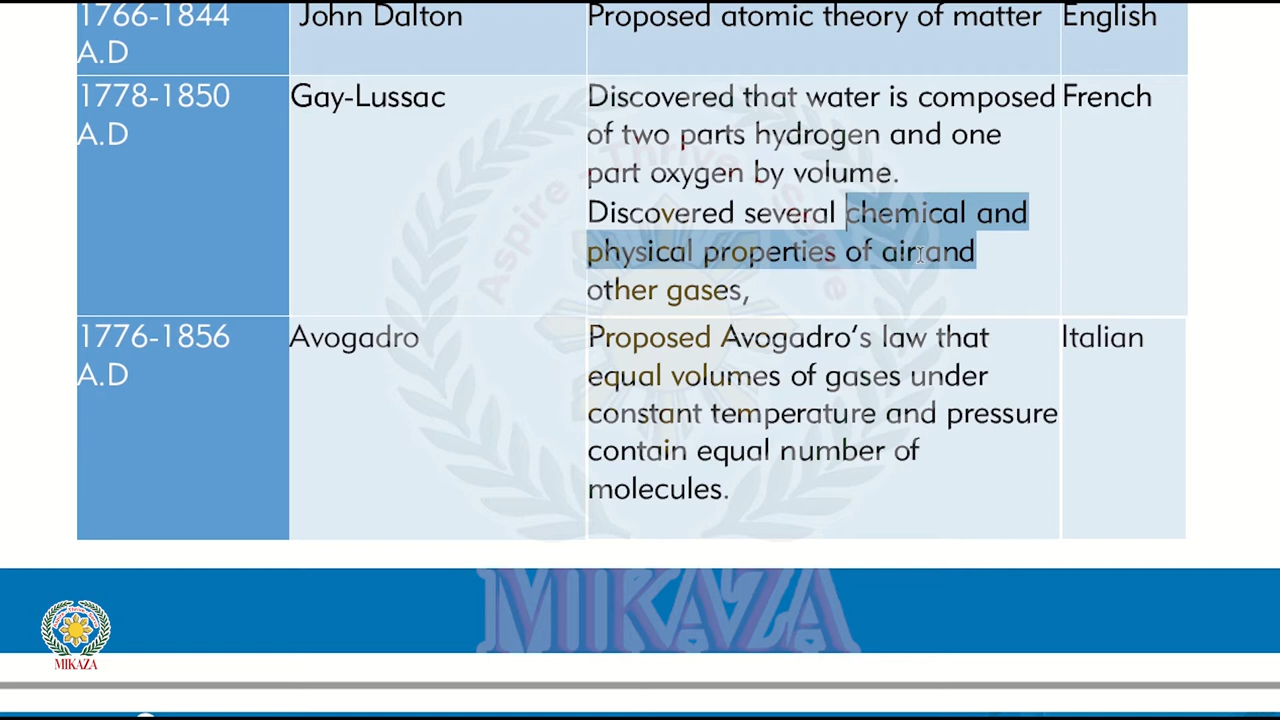 1766-1844
A.D
John Dalton
Proposed atomic theory of matter
English
1778-1850
A.D
Gay-Lussac
Discovered that water is composed
of two parts hydrogen and one
part oxygen by volume.
Discovered several chemical and
physical properties of air and
other gases,
French
1776-1856
A.D
Avogadro
Proposed Avogadro's law that
equal volumes of gases under
constant temperature and pressure
contain equal number of
molecules.
Italian
Aspire - Thrive - Sagre
MIKAZA
MIKAZA